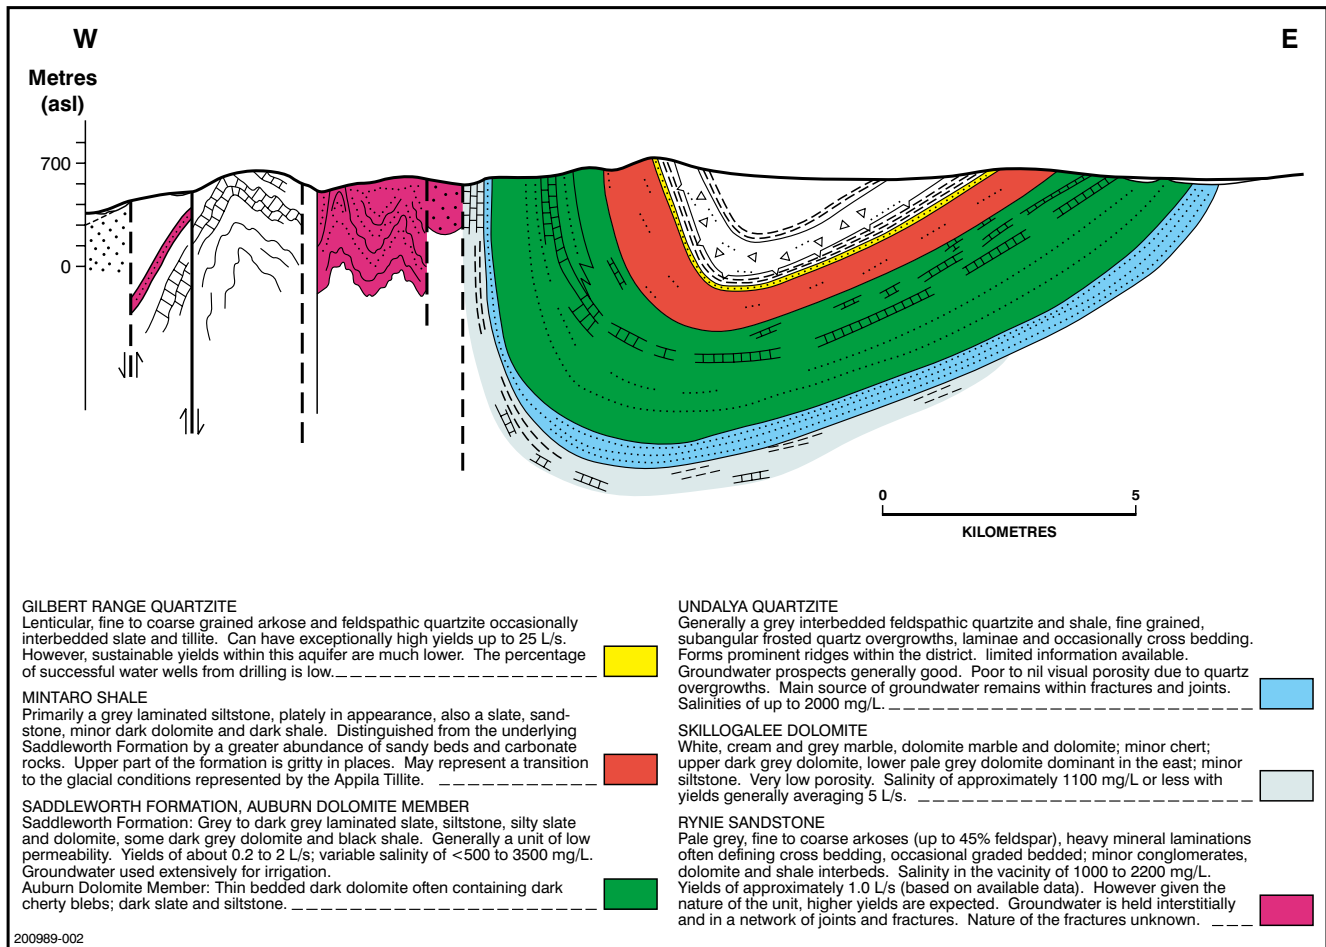 W
E
Metres
(asl)
700
0
0
5
KILOMETRES
GILBERT RANGE QUARTZITE
Lenticular, fine to coarse grained arkose and feldspathic quartzite occasionally
interbedded slate and tillite. Can have exceptionally high yields up to 25 L/s.
However, sustainable yields within this aquifer are much lower. The percentage
of successful water wells from drilling is low.
MINTARO SHALE
Primarily a grey laminated siltstone, plately in appearance, also a slate, sand-
stone, minor dark dolomite and dark shale. Distinguished from the underlying
Saddleworth Formation by a greater abundance of sandy beds and carbonate
rocks. Upper part of the formation is gritty in places. May represent a transition
to the glacial conditions represented by the Appila Tillite.
SADDLEWORTH FORMATION, AUBURN DOLOMITE MEMBER
Saddleworth Formation: Grey to dark grey laminated slate, siltstone, silty slate
and dolomite, some dark grey dolomite and black shale. Generally a unit of low
permeability. Yields of about 0.2 to 2 L/s; variable salinity of <500 to 3500 mg/L.
Groundwater used extensively for irrigation.
Auburn Dolomite Member: Thin bedded dark dolomite often containing dark
cherty blebs; dark slate and siltstone.
UNDALYA QUARTZITE
Generally a grey interbedded feldspathic quartzite and shale, fine grained,
subangular frosted quartz overgrowths, laminae and occasionally cross bedding.
Forms prominent ridges within the district. limited information available.
Groundwater prospects generally good. Poor to nil visual porosity due to quartz
overgrowths. Main source of groundwater remains within fractures and joints.
Salinities of up to 2000 mg/L.
SKILLOGALEE DOLOMITE
White, cream and grey marble, dolomite marble and dolomite; minor chert;
upper dark grey dolomite, lower pale grey dolomite dominant in the east; minor
siltstone. Very low porosity. Salinity of approximately 1100 mg/L or less with
yields generally averaging 5 L/s.
RYNIE SANDSTONE
Pale grey, fine to coarse arkoses (up to 45% feldspar), heavy mineral laminations
often defining cross bedding, occasional graded bedded; minor conglomerates,
dolomite and shale interbeds. Salinity in the vacinity of 1000 to 2200 mg/L.
Yields of approximately 1.0 L/s (based on available data). However given the
nature of the unit, higher yields are expected. Groundwater is held interstitially
and in a network of joints and fractures. Nature of the fractures unknown.
200989-002